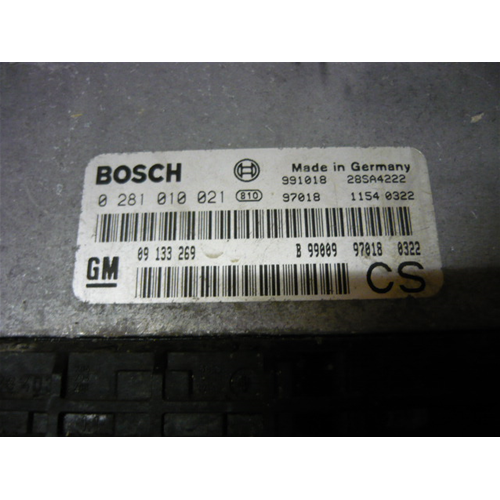 BOSCH Made in Germany
991018 28SA4222
0 281 010 021 810 97018 1154 0322
09 133 269 B 99009 97018 0322
GM CS